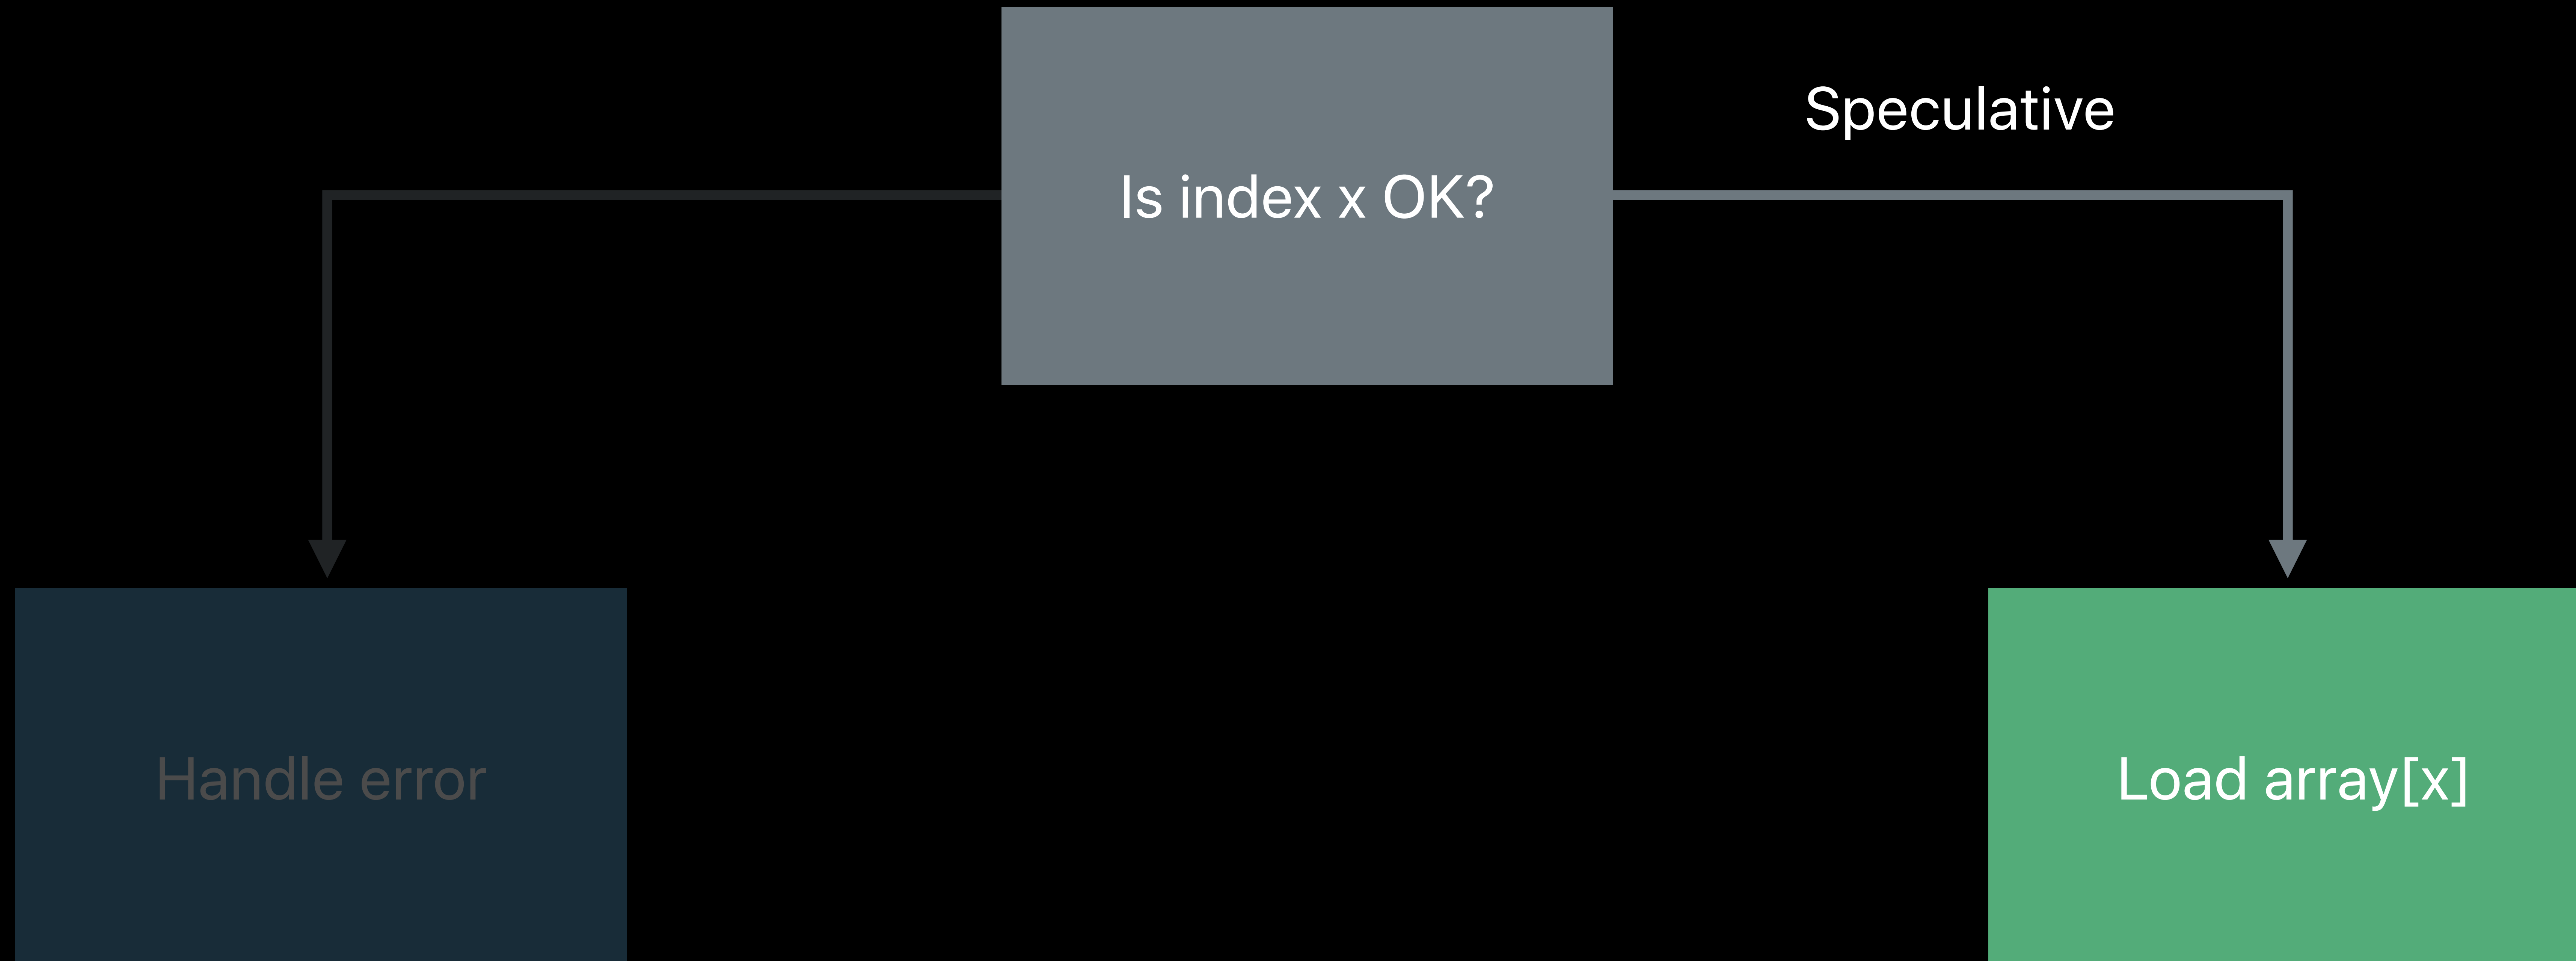 Speculative
Is index x OK?
Handle error
Load array[x]